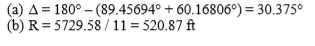 (a) Δ = 180° – (89.45694° + 60.16806°) = 30.375°
(b) R = 5729.58 / 11 = 520.87 ft